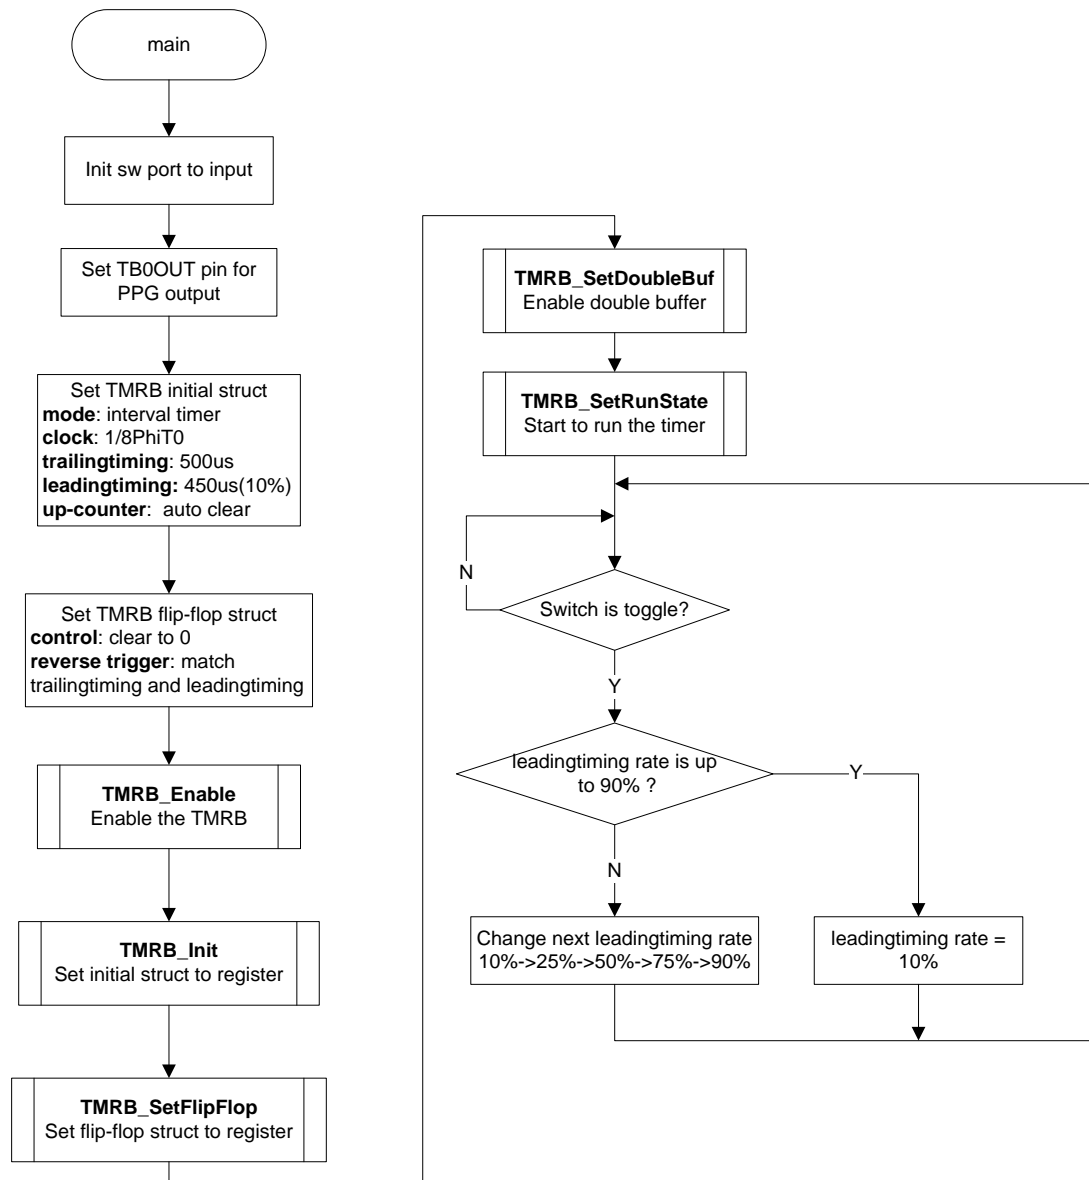 main
Init sw port to input
Set TB0OUT pin for
PPG output
Set TMRB initial struct
mode: interval timer
clock: 1/8PhiT0
trailingtiming: 500us
leadingtiming: 450us(10%)
up-counter:  auto clear
Set TMRB flip-flop struct
control: clear to 0
reverse trigger: match
trailingtiming and leadingtiming
TMRB_Enable
Enable the TMRB
TMRB_Init
Set initial struct to register
TMRB_SetFlipFlop
Set flip-flop struct to register
TMRB_SetDoubleBuf
Enable double buffer
TMRB_SetRunState
Start to run the timer
N
Switch is toggle?
Y
leadingtiming rate is up
to 90% ?
Y
N
Change next leadingtiming rate
10%->25%->50%->75%->90%
leadingtiming rate =
10%